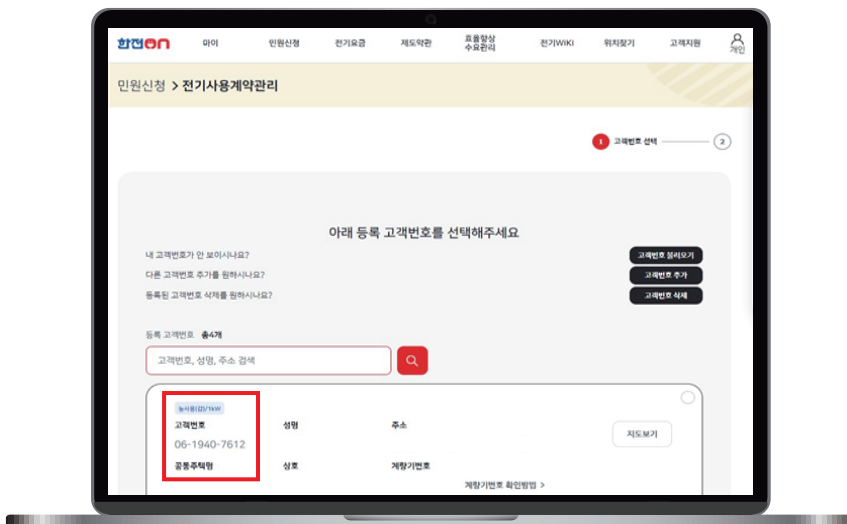 한전ON
마이 민원신청 전기요금 제도약관 효율향상 수요관리 전기WIKI 위치찾기 고객지원 개인
민원신청 > 전기사용계약관리
1 고객번호 선택 2
아래 등록 고객번호를 선택해주세요
내 고객번호가 안 보이시나요? 고객번호 불러오기
다른 고객번호 추가를 원하시나요? 고객번호 추가
등록된 고객번호 삭제를 원하시나요? 고객번호 삭제
등록 고객번호 총4개
고객번호, 성명, 주소 검색
농사용(갑)/1kW
고객번호 성명 주소 지도보기
06-1940-7612
공동주택명 상호 계량기번호
계량기번호 확인방법 >